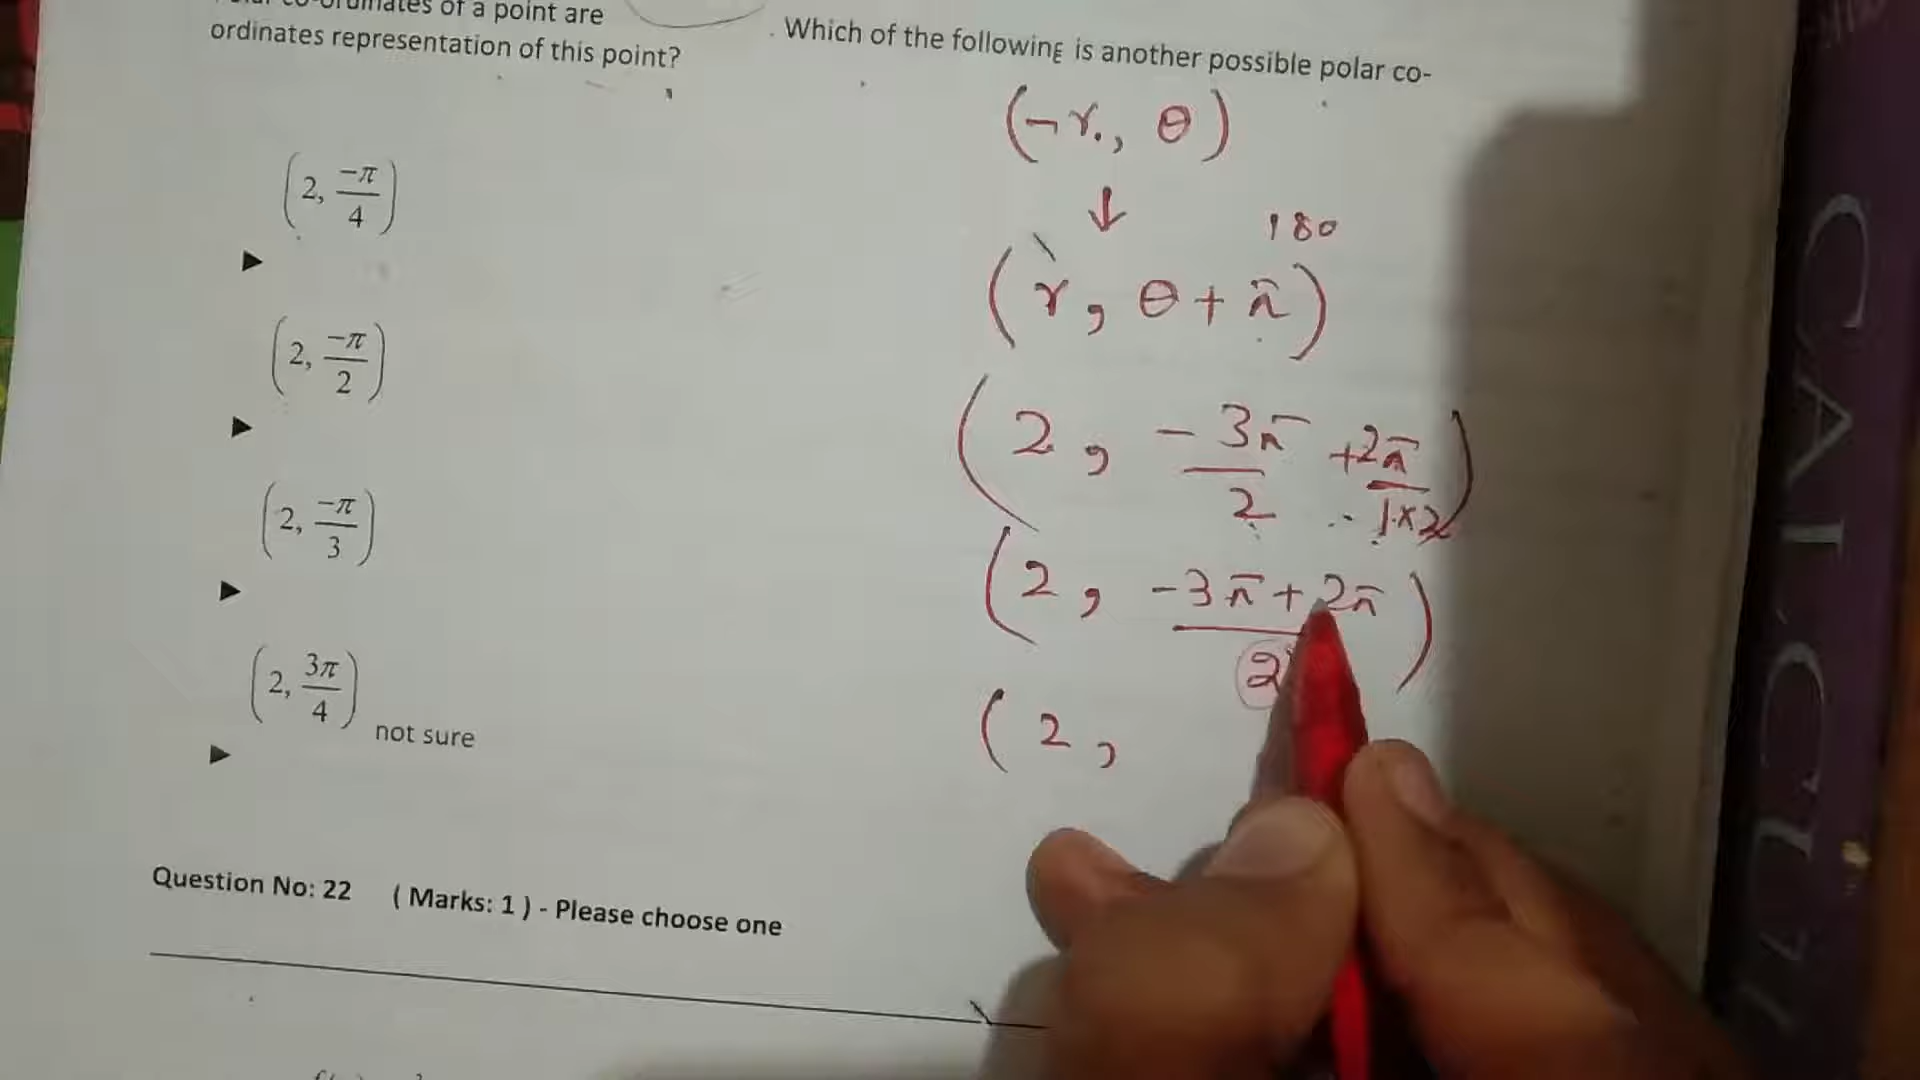 co-ordinates of a point are
. Which of the following is another possible polar co-
ordinates representation of this point?
(2, -π/4)
►
(2, -π/2)
►
(2, -π/3)
►
(2, 3π/4) not sure
►
(-r, θ)
↓
180
(r, θ + π)
(2, -3π/2 + 2π/1×2)
(2, -3π+2π/2)
(2,
Question No: 22 ( Marks: 1 ) - Please choose one
CALCU